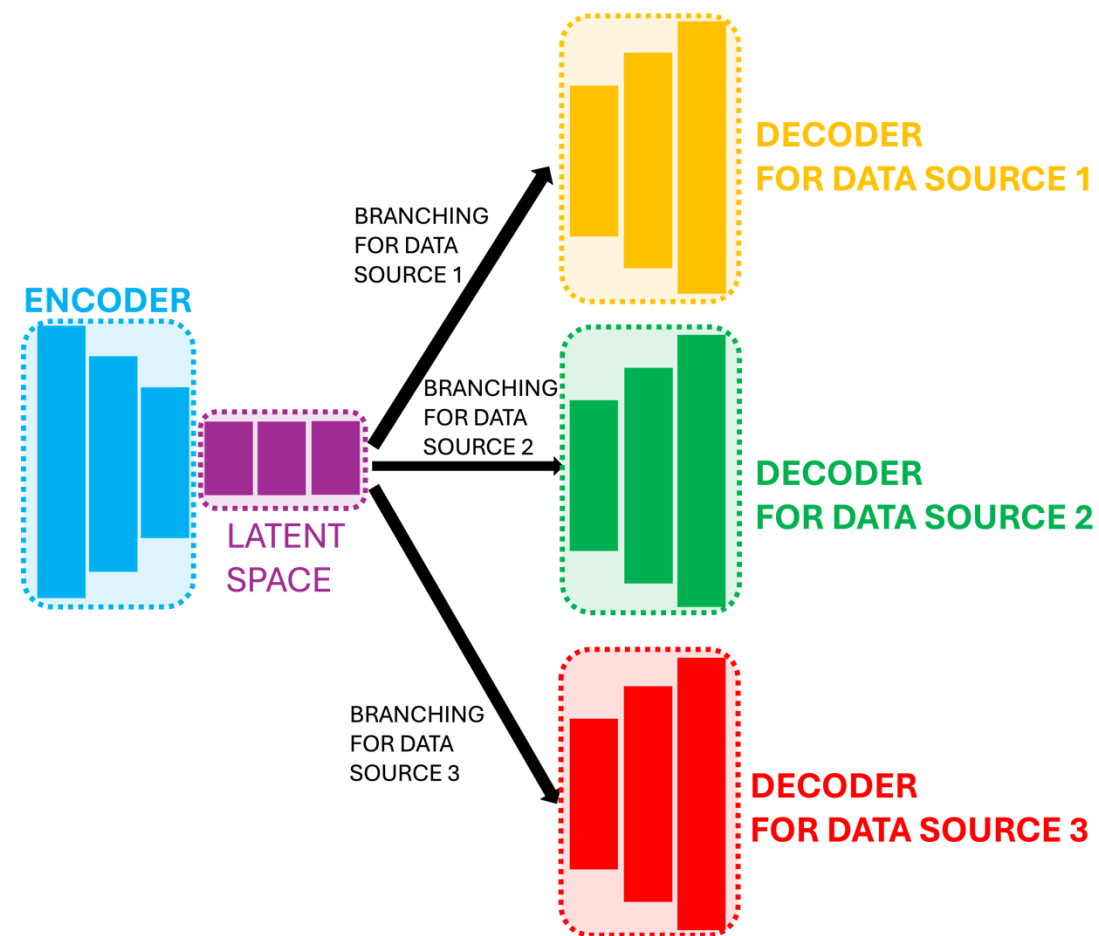 DECODER
FOR DATA SOURCE 1
BRANCHING
FOR DATA
SOURCE 1
ENCODER
BRANCHING
FOR DATA
SOURCE 2
LATENT
SPACE
DECODER
FOR DATA SOURCE 2
BRANCHING
FOR DATA
SOURCE 3
DECODER
FOR DATA SOURCE 3